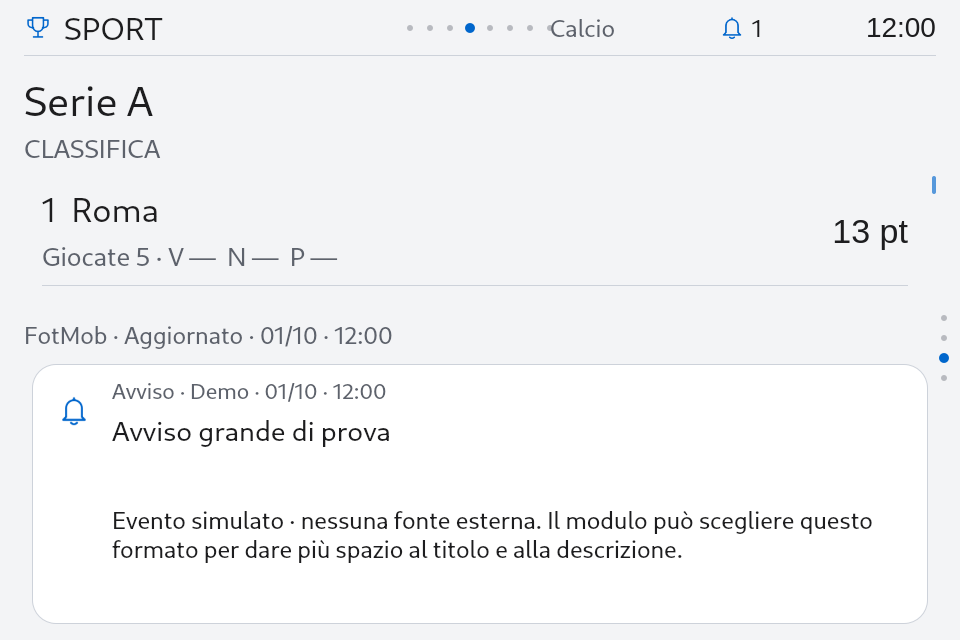 SPORT
Calcio
1
12:00
Serie A
CLASSIFICA
1 Roma
13 pt
Giocate 5 · V — N — P —
FotMob · Aggiornato · 01/10 · 12:00
Avviso · Demo · 01/10 · 12:00
Avviso grande di prova
Evento simulato · nessuna fonte esterna. Il modulo può scegliere questo
formato per dare più spazio al titolo e alla descrizione.